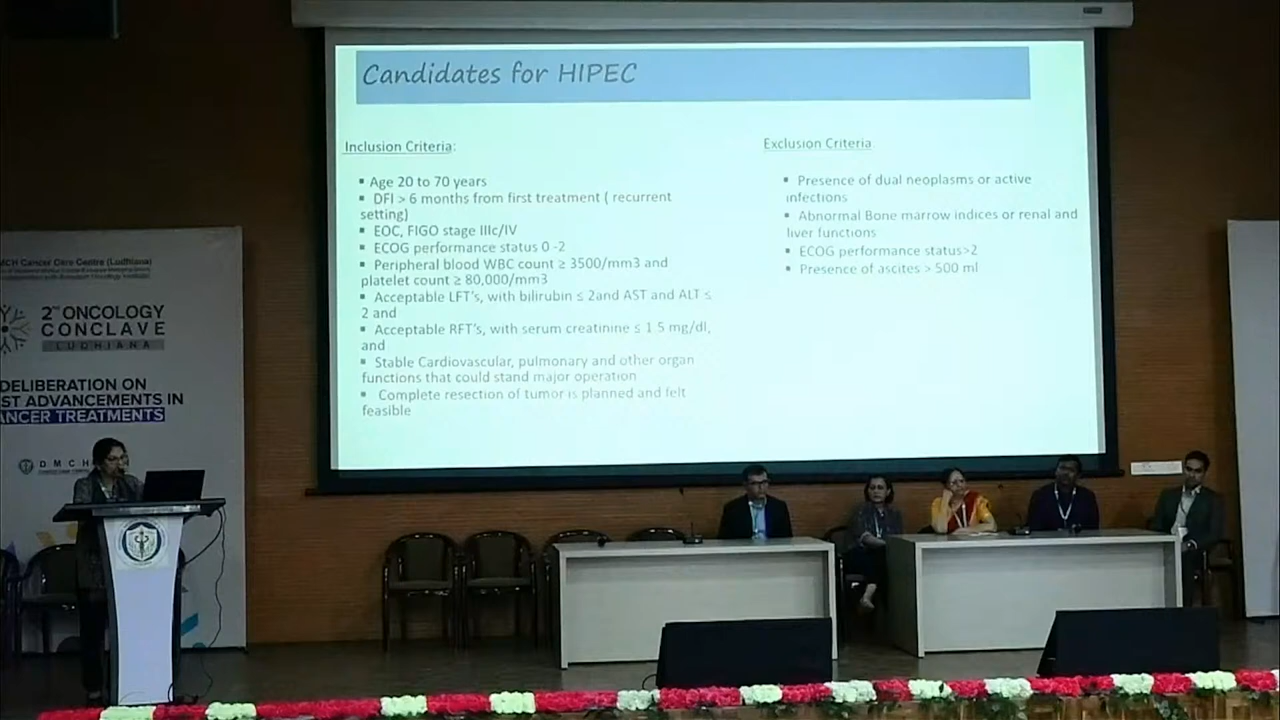 Candidates for HIPEC
Inclusion Criteria:
▪ Age 20 to 70 years
▪ DFI > 6 months from first treatment ( recurrent
setting)
▪ EOC, FIGO stage IIIc/IV
▪ ECOG performance status 0 -2
▪ Peripheral blood WBC count ≥ 3500/mm3 and
platelet count ≥ 80,000/mm3
▪ Acceptable LFT's, with bilirubin ≤ 2and AST and ALT ≤
2 and
▪ Acceptable RFT's, with serum creatinine ≤ 1.5 mg/dl,
and
▪ Stable Cardiovascular, pulmonary and other organ
functions that could stand major operation
▪ Complete resection of tumor is planned and felt
feasible
Exclusion Criteria
▪ Presence of dual neoplasms or active
infections
▪ Abnormal Bone marrow indices or renal and
liver functions
▪ ECOG performance status>2
▪ Presence of ascites > 500 ml
MCH Cancer Care Centre (Ludhiana)
2ND ONCOLOGY
CONCLAVE
LUDHIANA
DELIBERATION ON
ST ADVANCEMENTS IN
ANCER TREATMENTS
DMCH